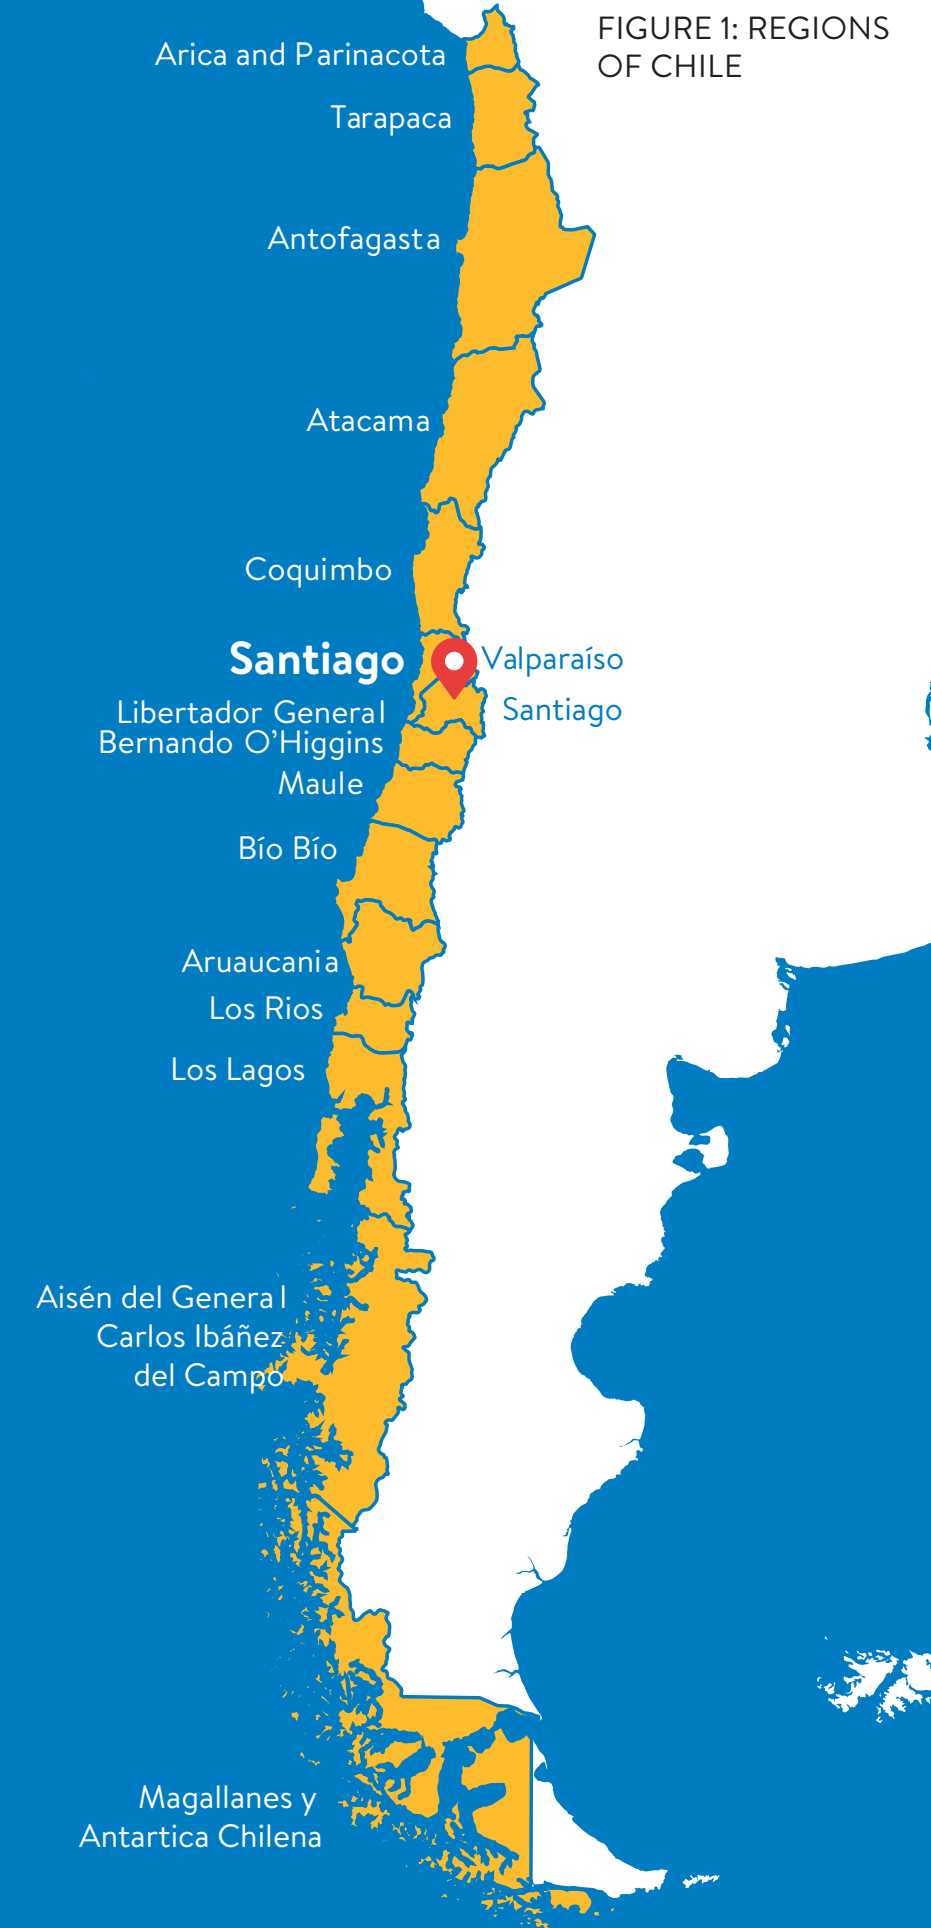 FIGURE 1: REGIONS
OF CHILE
Arica and Parinacota
Tarapaca
Antofagasta
Atacama
Coquimbo
Santiago
Valparaíso
Santiago
Libertador General
Bernando O'Higgins
Maule
Bío Bío
Aruaucania
Los Rios
Los Lagos
Aisén del General
Carlos Ibáñez
del Campo
Magallanes y
Antartica Chilena